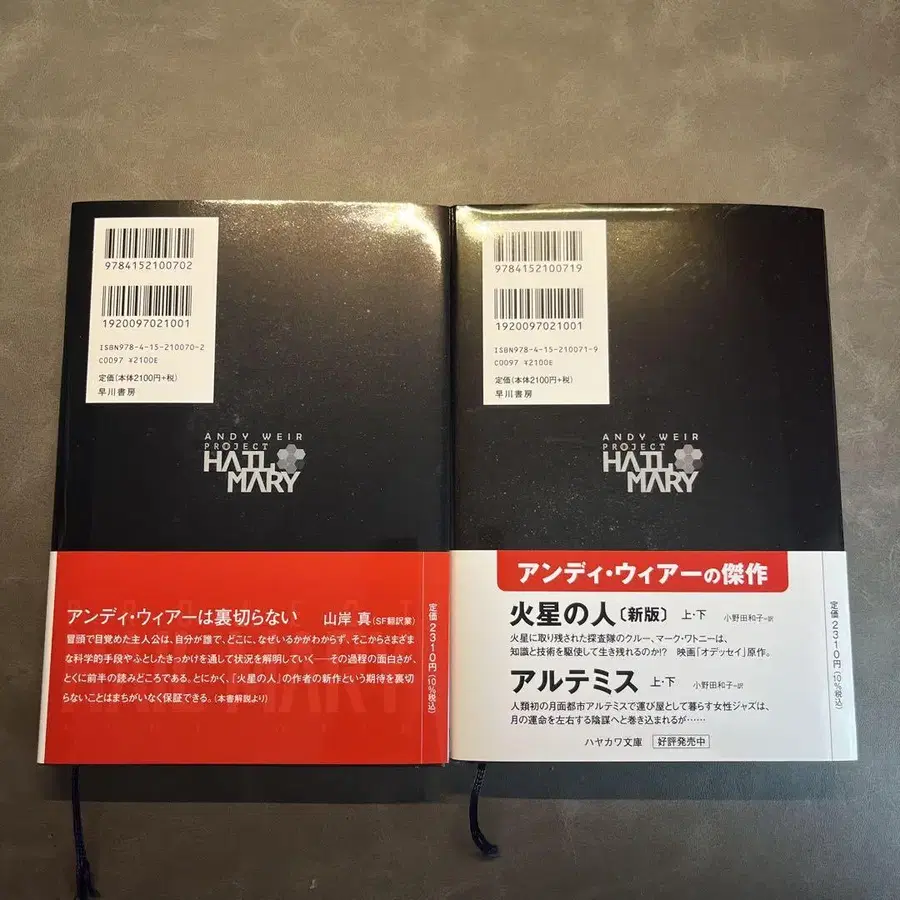 9784152100702
1920097021001
ISBN978-4-15-210070-2
C0097 ¥2100E
定価(本体2100円+税)
早川書房
ANDY WEIR
PROJECT
HAIL
MARY
アンディ・ウィアーは裏切らない 山岸 真(SF翻訳業)
冒頭で目覚めた主人公は、自分が誰で、どこに、なぜいるかがわからず、そこからさまざま
な科学的手段やふとしたきっかけを通して状況を解明していく──その過程の面白さが、
とくに前半の読みどころである。とにかく、『火星の人』の作者の新作という期待を裏切
らないことはまちがいなく保証できる。(本書解説より)
定価2310円(10%税込)
9784152100719
1920097021001
ISBN978-4-15-210071-9
C0097 ¥2100E
定価(本体2100円+税)
早川書房
ANDY WEIR
PROJECT
HAIL
MARY
アンディ・ウィアーの傑作
火星の人〔新版〕 上・下 小野田和子=訳
火星に取り残された探査隊のクルー、マーク・ワトニーは、
知識と技術を駆使して生き残れるのか!? 映画「オデッセイ」原作。
アルテミス 上・下 小野田和子=訳
人類初の月面都市アルテミスで運び屋として暮らす女性ジャズは、
月の運命を左右する陰謀へと巻き込まれるが……
ハヤカワ文庫 好評発売中
定価2310円(10%税込)